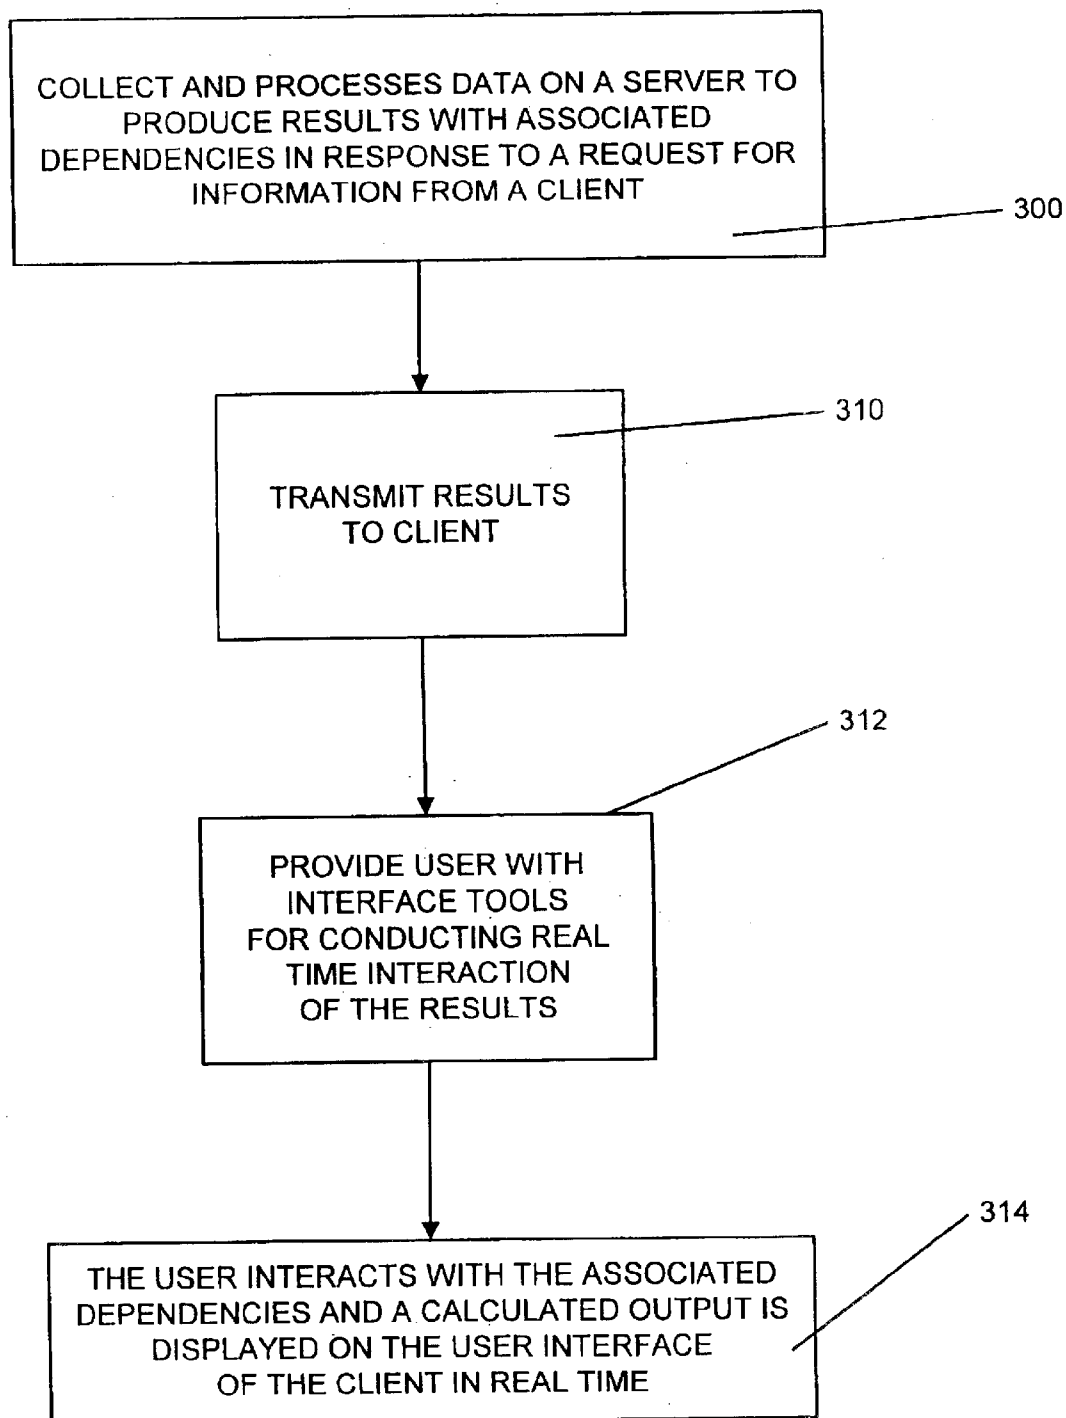 COLLECT AND PROCESSES DATA ON A SERVER TO
PRODUCE RESULTS WITH ASSOCIATED
DEPENDENCIES IN RESPONSE TO A REQUEST FOR
INFORMATION FROM A CLIENT
300
310
TRANSMIT RESULTS
TO CLIENT
312
PROVIDE USER WITH
INTERFACE TOOLS
FOR CONDUCTING REAL
TIME INTERACTION
OF THE RESULTS
314
THE USER INTERACTS WITH THE ASSOCIATED
DEPENDENCIES AND A CALCULATED OUTPUT IS
DISPLAYED ON THE USER INTERFACE
OF THE CLIENT IN REAL TIME